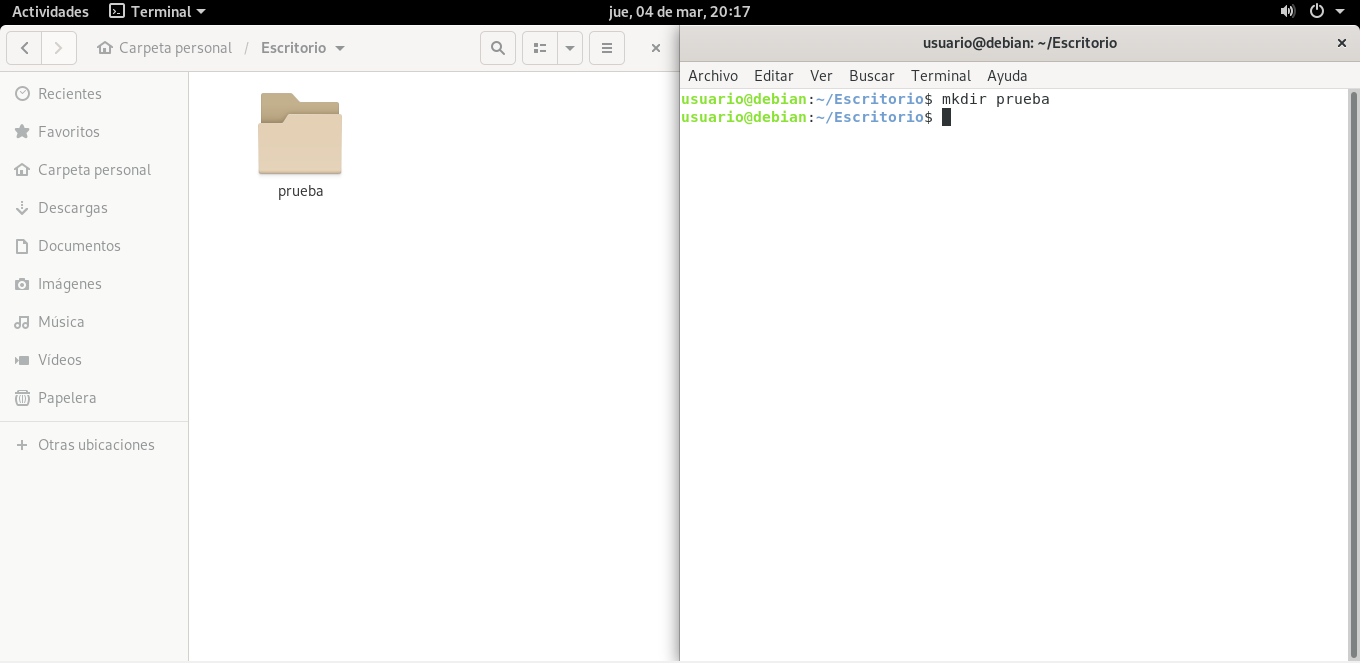 Actividades Terminal jue, 04 de mar, 20:17
Carpeta personal / Escritorio
Recientes
Favoritos
Carpeta personal
Descargas
Documentos
Imágenes
Música
Vídeos
Papelera
Otras ubicaciones
prueba
usuario@debian: ~/Escritorio
Archivo Editar Ver Buscar Terminal Ayuda
usuario@debian:~/Escritorio$ mkdir prueba
usuario@debian:~/Escritorio$